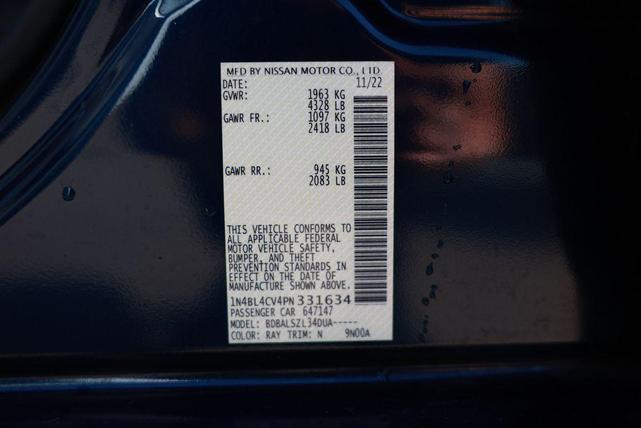 MFD BY NISSAN MOTOR CO., LTD.
DATE: 11/22
GVWR: 1963 KG
4328 LB
GAWR FR.: 1097 KG
2418 LB
GAWR RR.: 945 KG
2083 LB
THIS VEHICLE CONFORMS TO
ALL APPLICABLE FEDERAL
MOTOR VEHICLE SAFETY,
BUMPER, AND THEFT
PREVENTION STANDARDS IN
EFFECT ON THE DATE OF
MANUFACTURE SHOWN ABOVE.
1N4BL4CV4PN331634
PASSENGER CAR 647147
MODEL: BDBALSZL34DUA-----
COLOR: RAY TRIM: N 9N00A